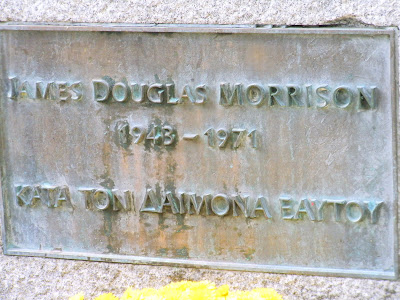 JAMES DOUGLAS MORRISON
1943 – 1971
ΚΑΤΑ ΤΟΝ ΔΑΙΜΟΝΑ ΕΑΥΤΟΥ